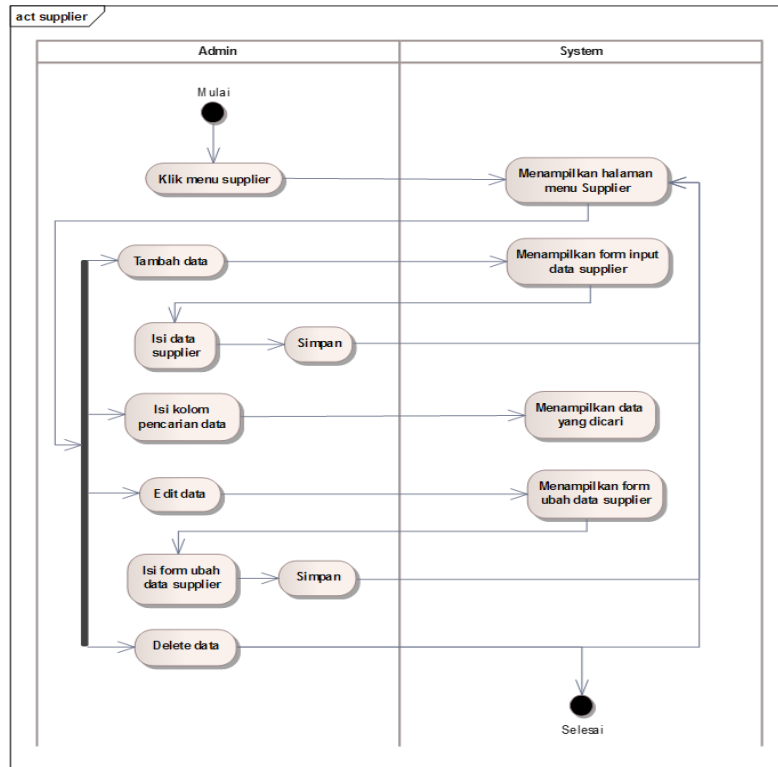 act supplier
Admin
System
Mulai
Klik menu supplier
Menampilkan halaman
menu Supplier
Tambah data
Menampilkan form input
data supplier
Isi data
supplier
Simpan
Isi kolom
pencarian data
Menampilkan data
yang dicari
Edit data
Menampilkan form
ubah data supplier
Isi form ubah
data supplier
Simpan
Delete data
Selesai